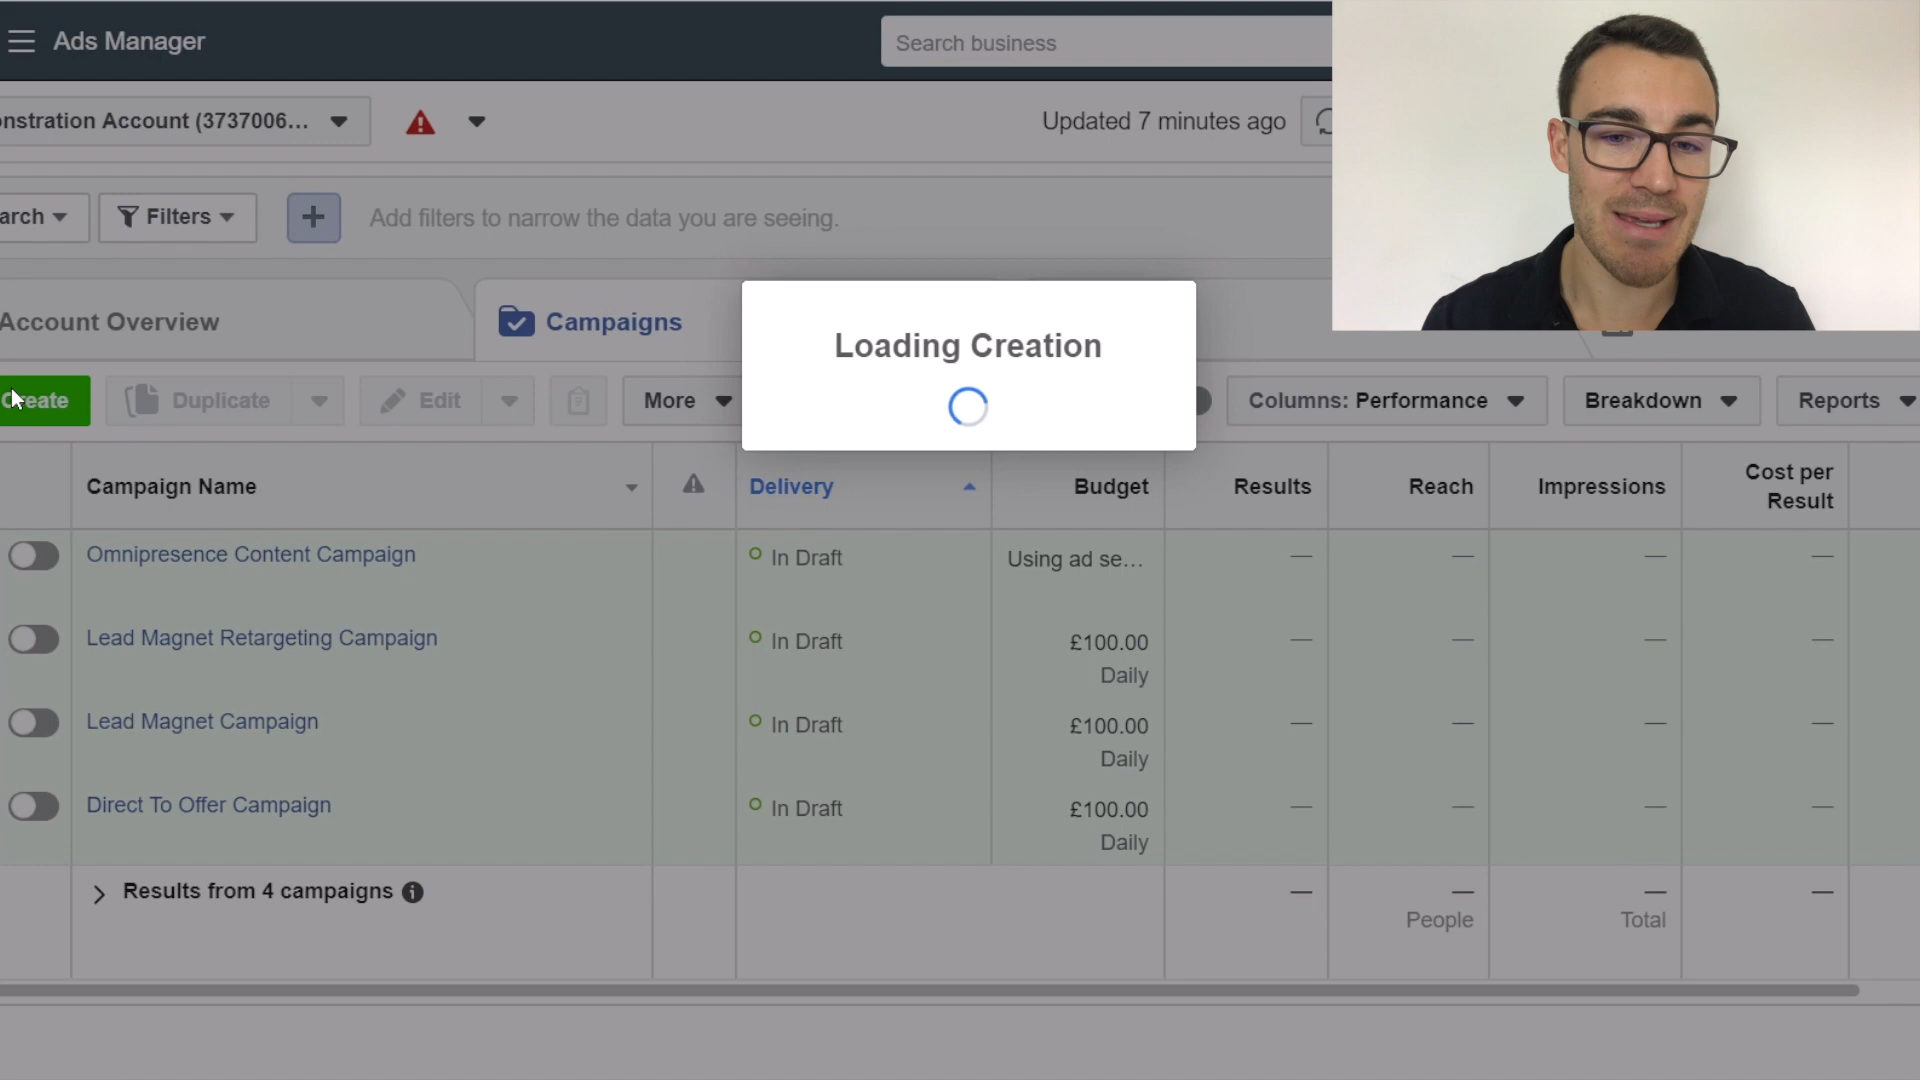 Ads Manager
Search business
onstration Account (3737006...
Updated 7 minutes ago
arch
Filters
Add filters to narrow the data you are seeing.
Account Overview
Campaigns
Loading Creation
Create
Duplicate
Edit
More
Columns: Performance
Breakdown
Reports
Campaign Name
Delivery
Budget
Results
Reach
Impressions
Cost per
Result
Omnipresence Content Campaign
In Draft
Using ad se...
—
—
—
—
Lead Magnet Retargeting Campaign
In Draft
£100.00
Daily
—
—
—
—
Lead Magnet Campaign
In Draft
£100.00
Daily
—
—
—
—
Direct To Offer Campaign
In Draft
£100.00
Daily
—
—
—
—
Results from 4 campaigns
—
—
People
—
Total
—